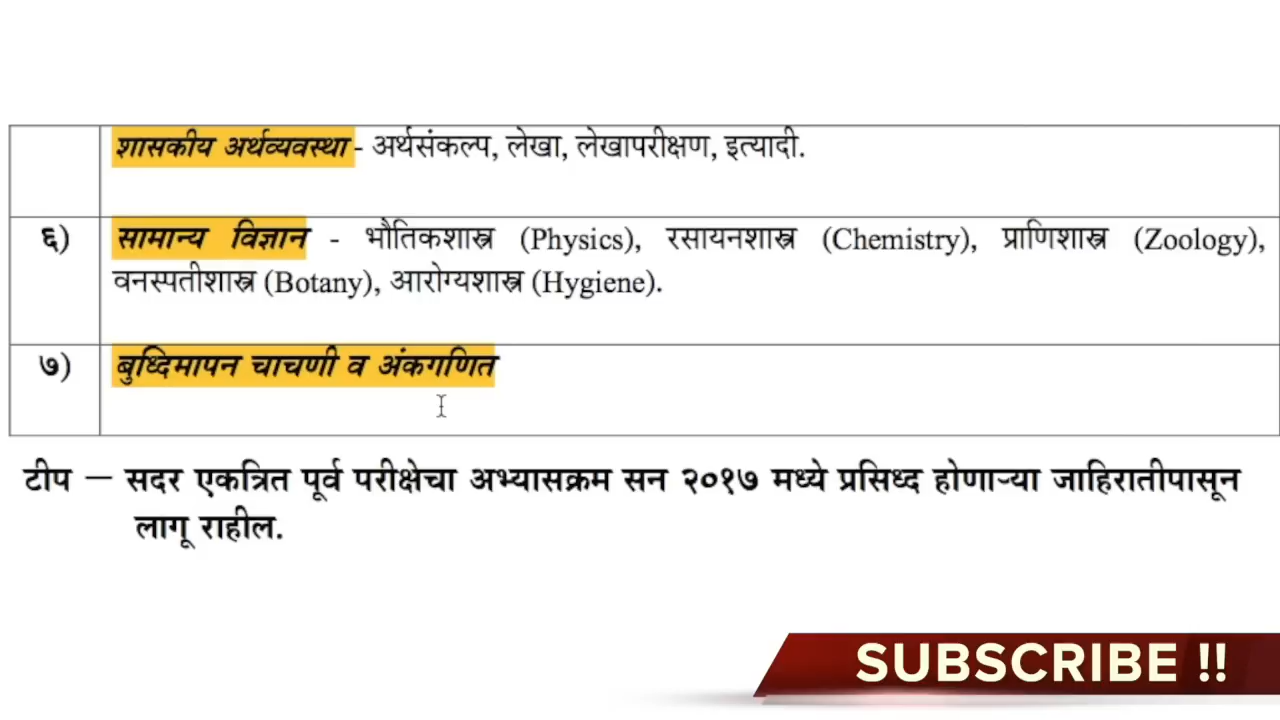 शासकीय अर्थव्यवस्था - अर्थसंकल्प, लेखा, लेखापरीक्षण, इत्यादी.
६) सामान्य विज्ञान - भौतिकशास्त्र (Physics), रसायनशास्त्र (Chemistry), प्राणिशास्त्र (Zoology),
वनस्पतीशास्त्र (Botany), आरोग्यशास्त्र (Hygiene).
७) बुध्दिमापन चाचणी व अंकगणित
टीप – सदर एकत्रित पूर्व परीक्षेचा अभ्यासक्रम सन २०१७ मध्ये प्रसिध्द होणाऱ्या जाहिरातीपासून
लागू राहील.
SUBSCRIBE !!